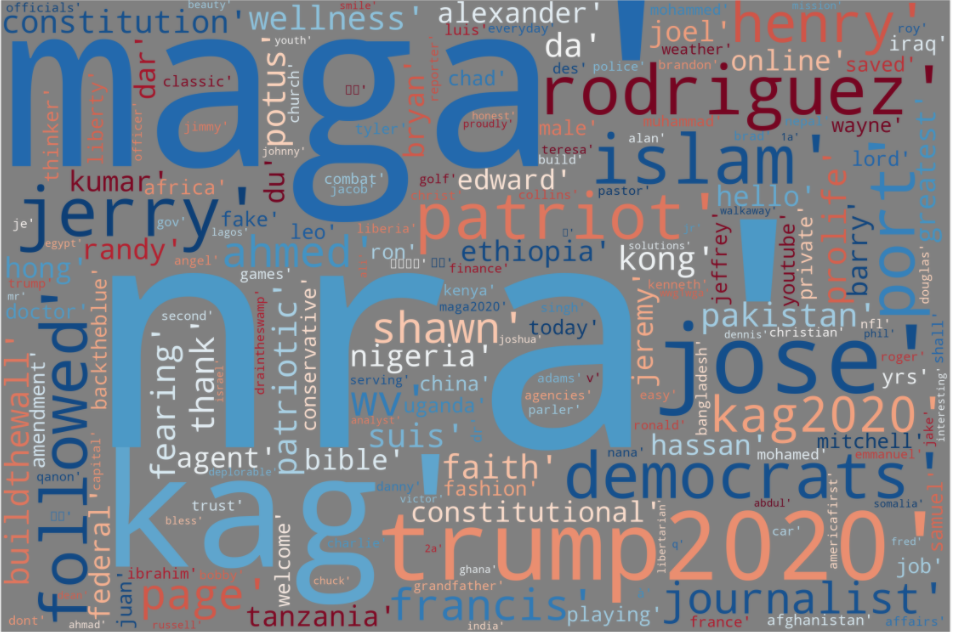 officials'
beauty'
smile'
mohammed'
mission'
constitution'
wellness'
alexander'
joel'
henry'
roy'
luis'
everyday'
iraq'
maga'
da'
weather'
youth'
reporter'
dar'
classic'
potus'
church'
chad'
des'
police'
brandon'
online'
saved'
rodriguez'
thinker'
liberty'
officer'
jimmy'
bryan'
tyler'
honest'
proudly'
male'
muhammad'
wayne'
johnny'
teresa'
build'
alan'
brad'
1a'
islam'
lord'
greatest'
kumar'
africa'
du'
combat'
jacob'
golf'
edward'
collins'
pastor'
hello'
prolife'
port'
je'
jerry'
gov'
fake'
lagos'
leo'
liberia'
patriot'
walkaway'
egypt'
randy'
angel'
ahmed'
ron'
ethiopia'
kong'
solutions'
jeffrey'
youtube'
private'
barry'
hong'
trump'
mr'
doctor'
games'
finance'
kenya'
kenneth'
douglas'
nra'
backtheblue'
second'
draintheswamp'
patriotic'
conservative'
maga2020'
singh'
shawn'
joshua'
today'
jeremy'
pakistan'
dennis'
christian'
nfl'
phil'
shall'
followed'
buildthewall'
amendment'
fearing'
thank'
israel'
nigeria'
serving'
china'
adams'
v'
agencies'
parler'
easy'
bangladesh'
jose'
roger'
yrs'
interesting'
wv'
uganda'
analyst'
suis'
ronald'
kag2020'
jake'
qanon'
capital'
agent'
deplorable'
bible'
faith'
nana'
hassan'
mohamed'
mitchell'
emmanuel'
federal'
kag'
trust'
bless'
danny'
victor'
fashion'
democrats'
abdul'
somalia'
samuel'
constitutional'
libertarian'
car'
americafirst'
q'
fred'
welcome'
2a'
trump2020'
job'
ibrahim'
chuck'
ghana'
grandfather'
dont'
ahmad'
juan'
page'
russell'
tanzania'
francis'
india'
playing'
journalist'
france'
afghanistan'
affairs'